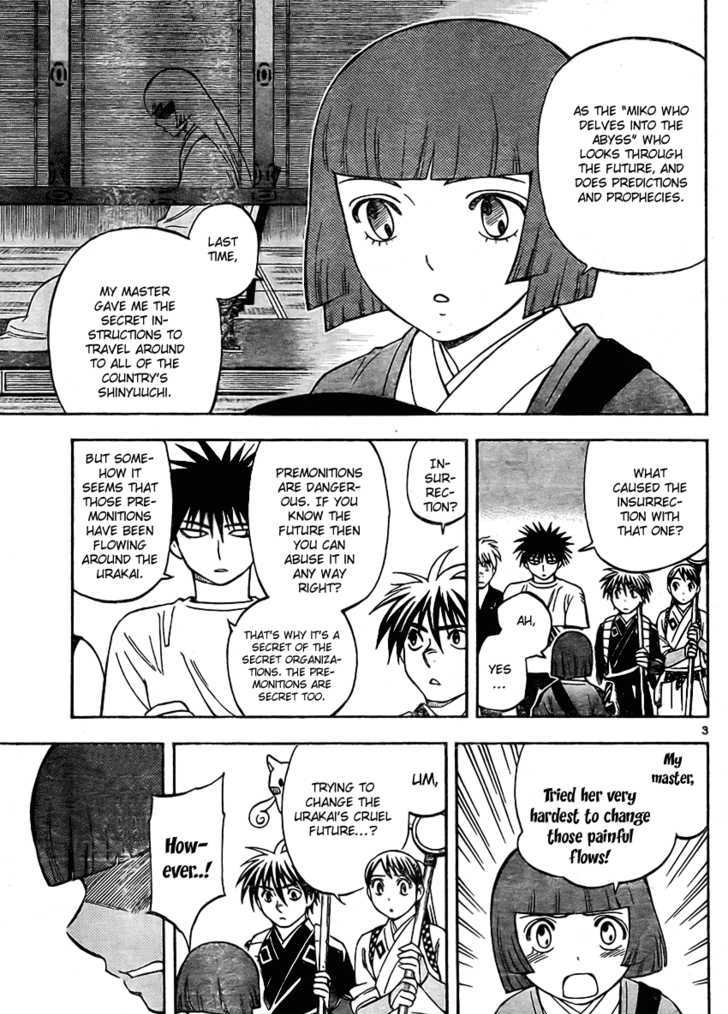 AS THE "MIKO WHO
DELVES INTO THE
ABYSS" WHO
LOOKS THROUGH
THE FUTURE, AND
DOES PREDICTIONS
AND PROPHECIES.
LAST
TIME,
MY MASTER
GAVE ME THE
SECRET IN-
STRUCTIONS TO
TRAVEL AROUND
TO ALL OF THE
COUNTRY'S
SHINYUUCHI.
WHAT
CAUSED THE
INSURREC-
TION WITH
THAT ONE?
AH,
YES
...
IN-
SUR-
REC-
TION?
PREMONITIONS
ARE DANGER-
OUS. IF YOU
KNOW THE
FUTURE THEN
YOU CAN
ABUSE IT IN
ANY WAY
RIGHT?
THAT'S WHY IT'S A
SECRET OF THE
SECRET ORGANIZA-
TIONS. THE PRE-
MONITIONS ARE
SECRET TOO.
BUT SOME-
HOW IT
SEEMS THAT
THOSE PRE-
MONITIONS
HAVE BEEN
FLOWING
AROUND THE
URAKAI.
3
My
master,
Tried her very
hardest to change
those painful
flows!
UM,
TRYING TO
CHANGE THE
URAKAI'S CRUEL
FUTURE...?
How-
ever..!